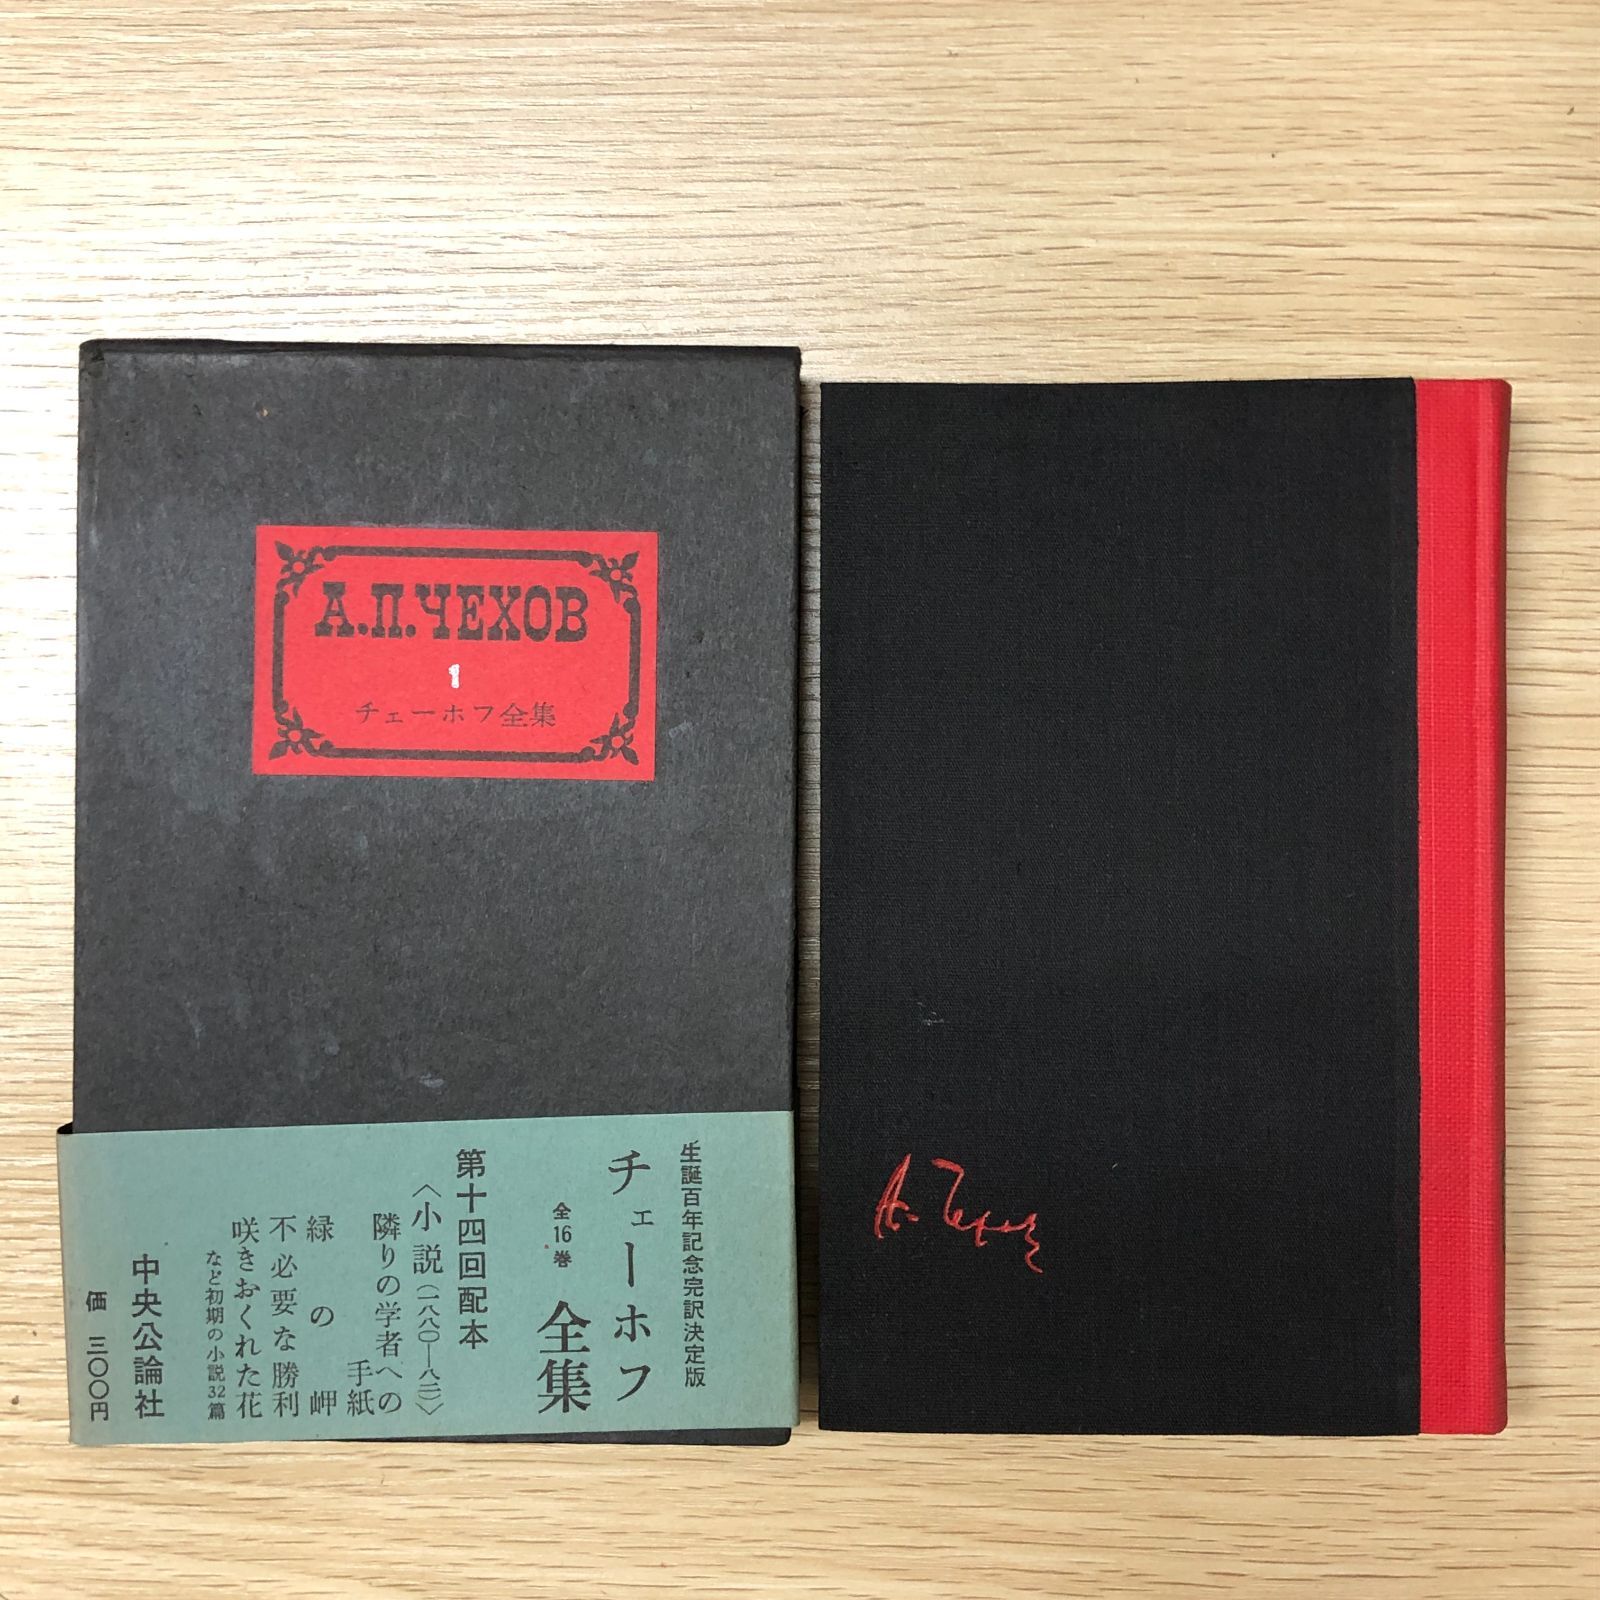 А.П.ЧЕХОВ
1
チェーホフ全集
生誕百年記念完訳決定版
チェーホフ
全16巻
全集
第十四回配本
〈小説(一八八〇―八二)〉
隣りの学者への
手紙
緑の岬
不必要な勝利
咲きおくれた花
など初期の小説32篇
中央公論社
価 三〇〇円
А. Чехов